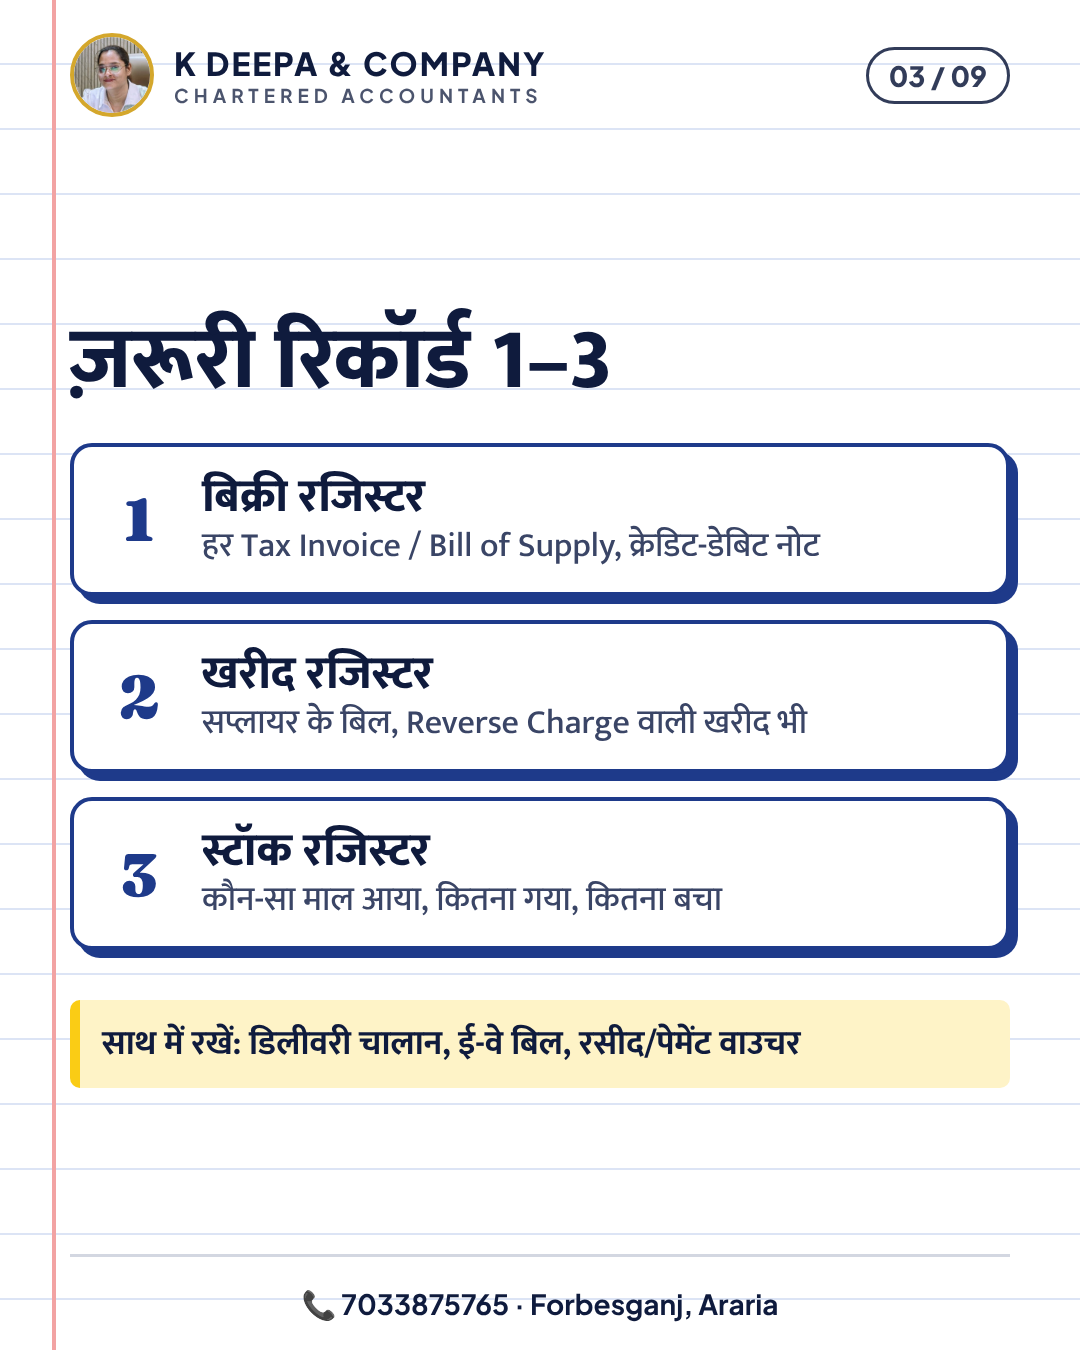 K DEEPA & COMPANY
CHARTERED ACCOUNTANTS
03 / 09
ज़रूरी रिकॉर्ड 1–3
1
बिक्री रजिस्टर
हर Tax Invoice / Bill of Supply, क्रेडिट-डेबिट नोट
2
खरीद रजिस्टर
सप्लायर के बिल, Reverse Charge वाली खरीद भी
3
स्टॉक रजिस्टर
कौन-सा माल आया, कितना गया, कितना बचा
साथ में रखें: डिलीवरी चालान, ई-वे बिल, रसीद/पेमेंट वाउचर
📞 7033875765 · Forbesganj, Araria